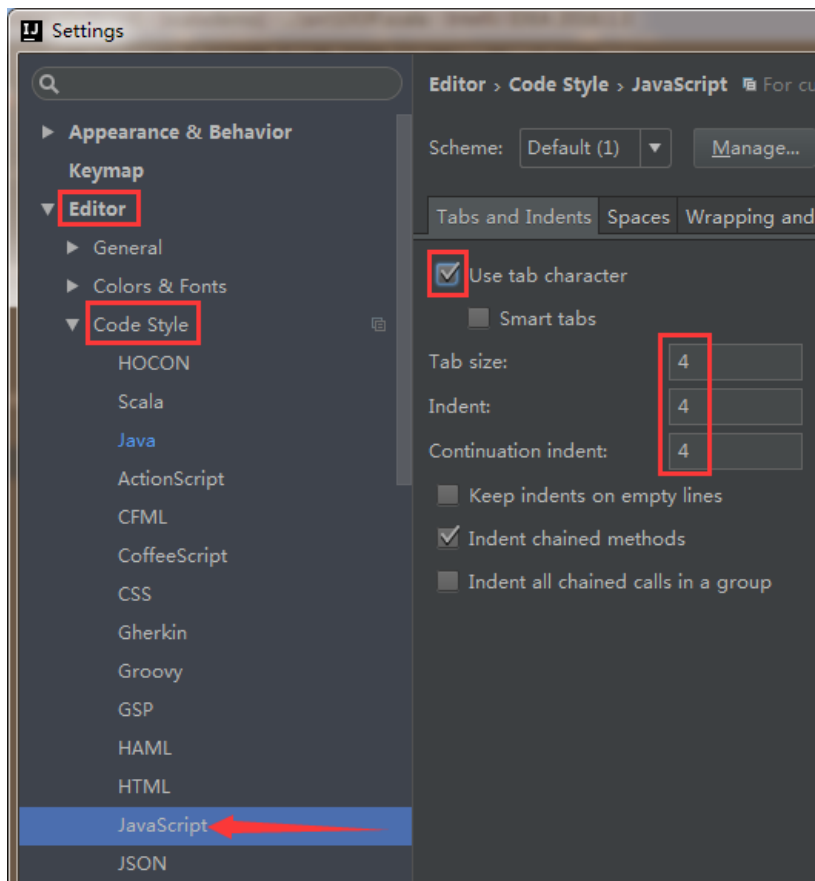 Settings
Appearance & Behavior
Keymap
Editor
General
Colors & Fonts
Code Style
HOCON
Scala
Java
ActionScript
CFML
CoffeeScript
CSS
Gherkin
Groovy
GSP
HAML
HTML
JavaScript
JSON
Editor › Code Style › JavaScript For cu
Scheme: Default (1) Manage...
Tabs and Indents Spaces Wrapping and
Use tab character
Smart tabs
Tab size: 4
Indent: 4
Continuation indent: 4
Keep indents on empty lines
Indent chained methods
Indent all chained calls in a group